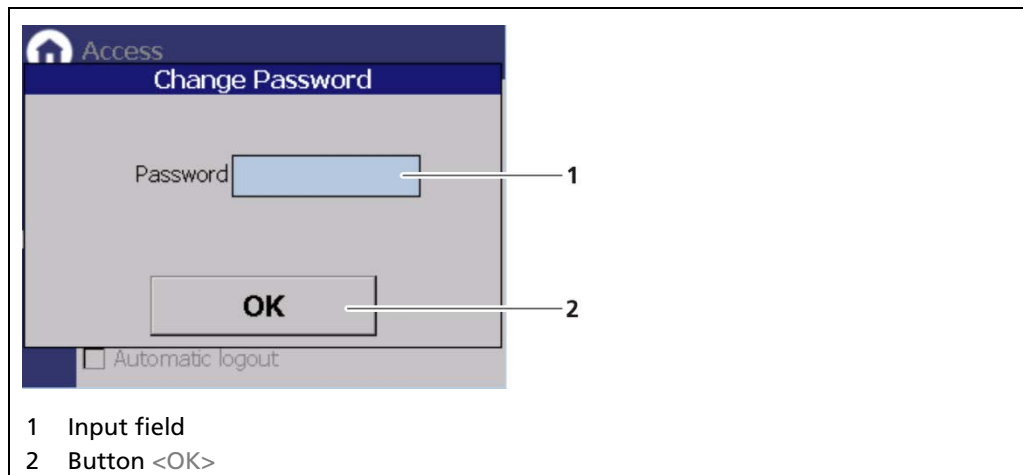 Access
Change Password
Password
1
OK
2
Automatic logout
1 Input field
2 Button <OK>